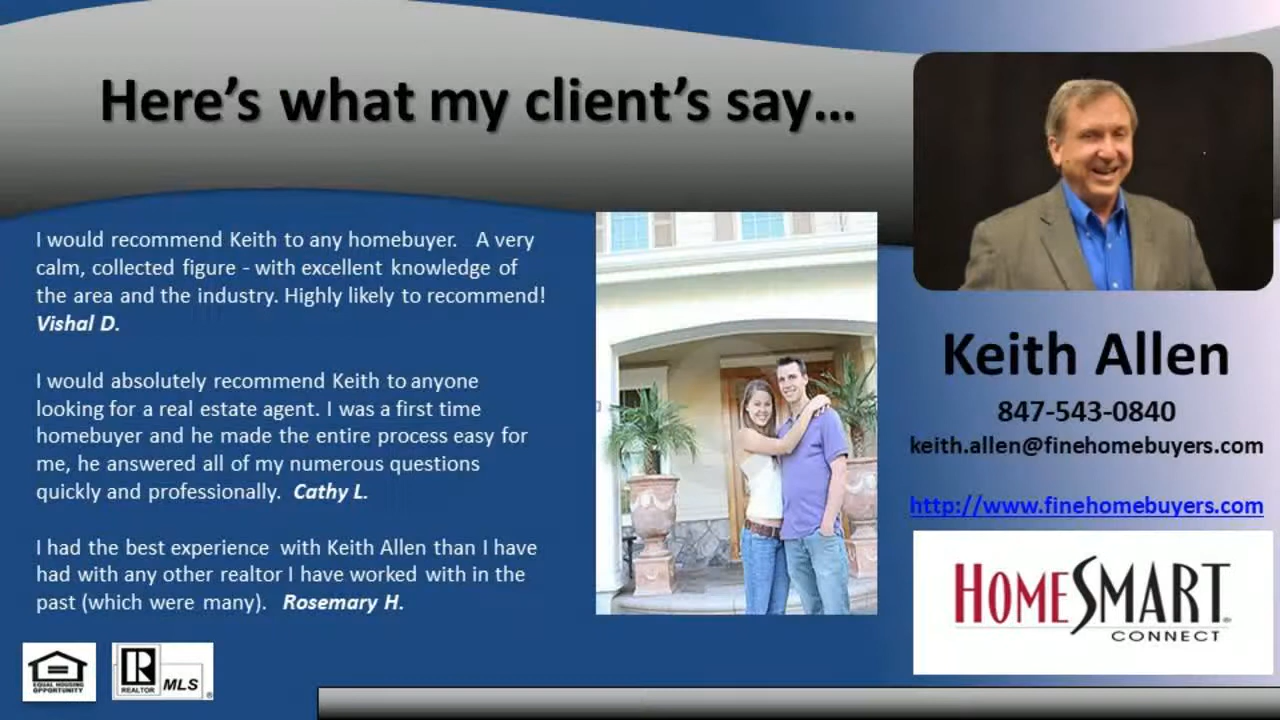 Here's what my client's say…
I would recommend Keith to any homebuyer. A very
calm, collected figure - with excellent knowledge of
the area and the industry. Highly likely to recommend!
Vishal D.
I would absolutely recommend Keith to anyone
looking for a real estate agent. I was a first time
homebuyer and he made the entire process easy for
me, he answered all of my numerous questions
quickly and professionally. Cathy L.
I had the best experience with Keith Allen than I have
had with any other realtor I have worked with in the
past (which were many). Rosemary H.
EQUAL HOUSING
OPPORTUNITY
R
REALTOR
MLS
®
Keith Allen
847-543-0840
keith.allen@finehomebuyers.com
http://www.finehomebuyers.com
HOMESMART®
CONNECT